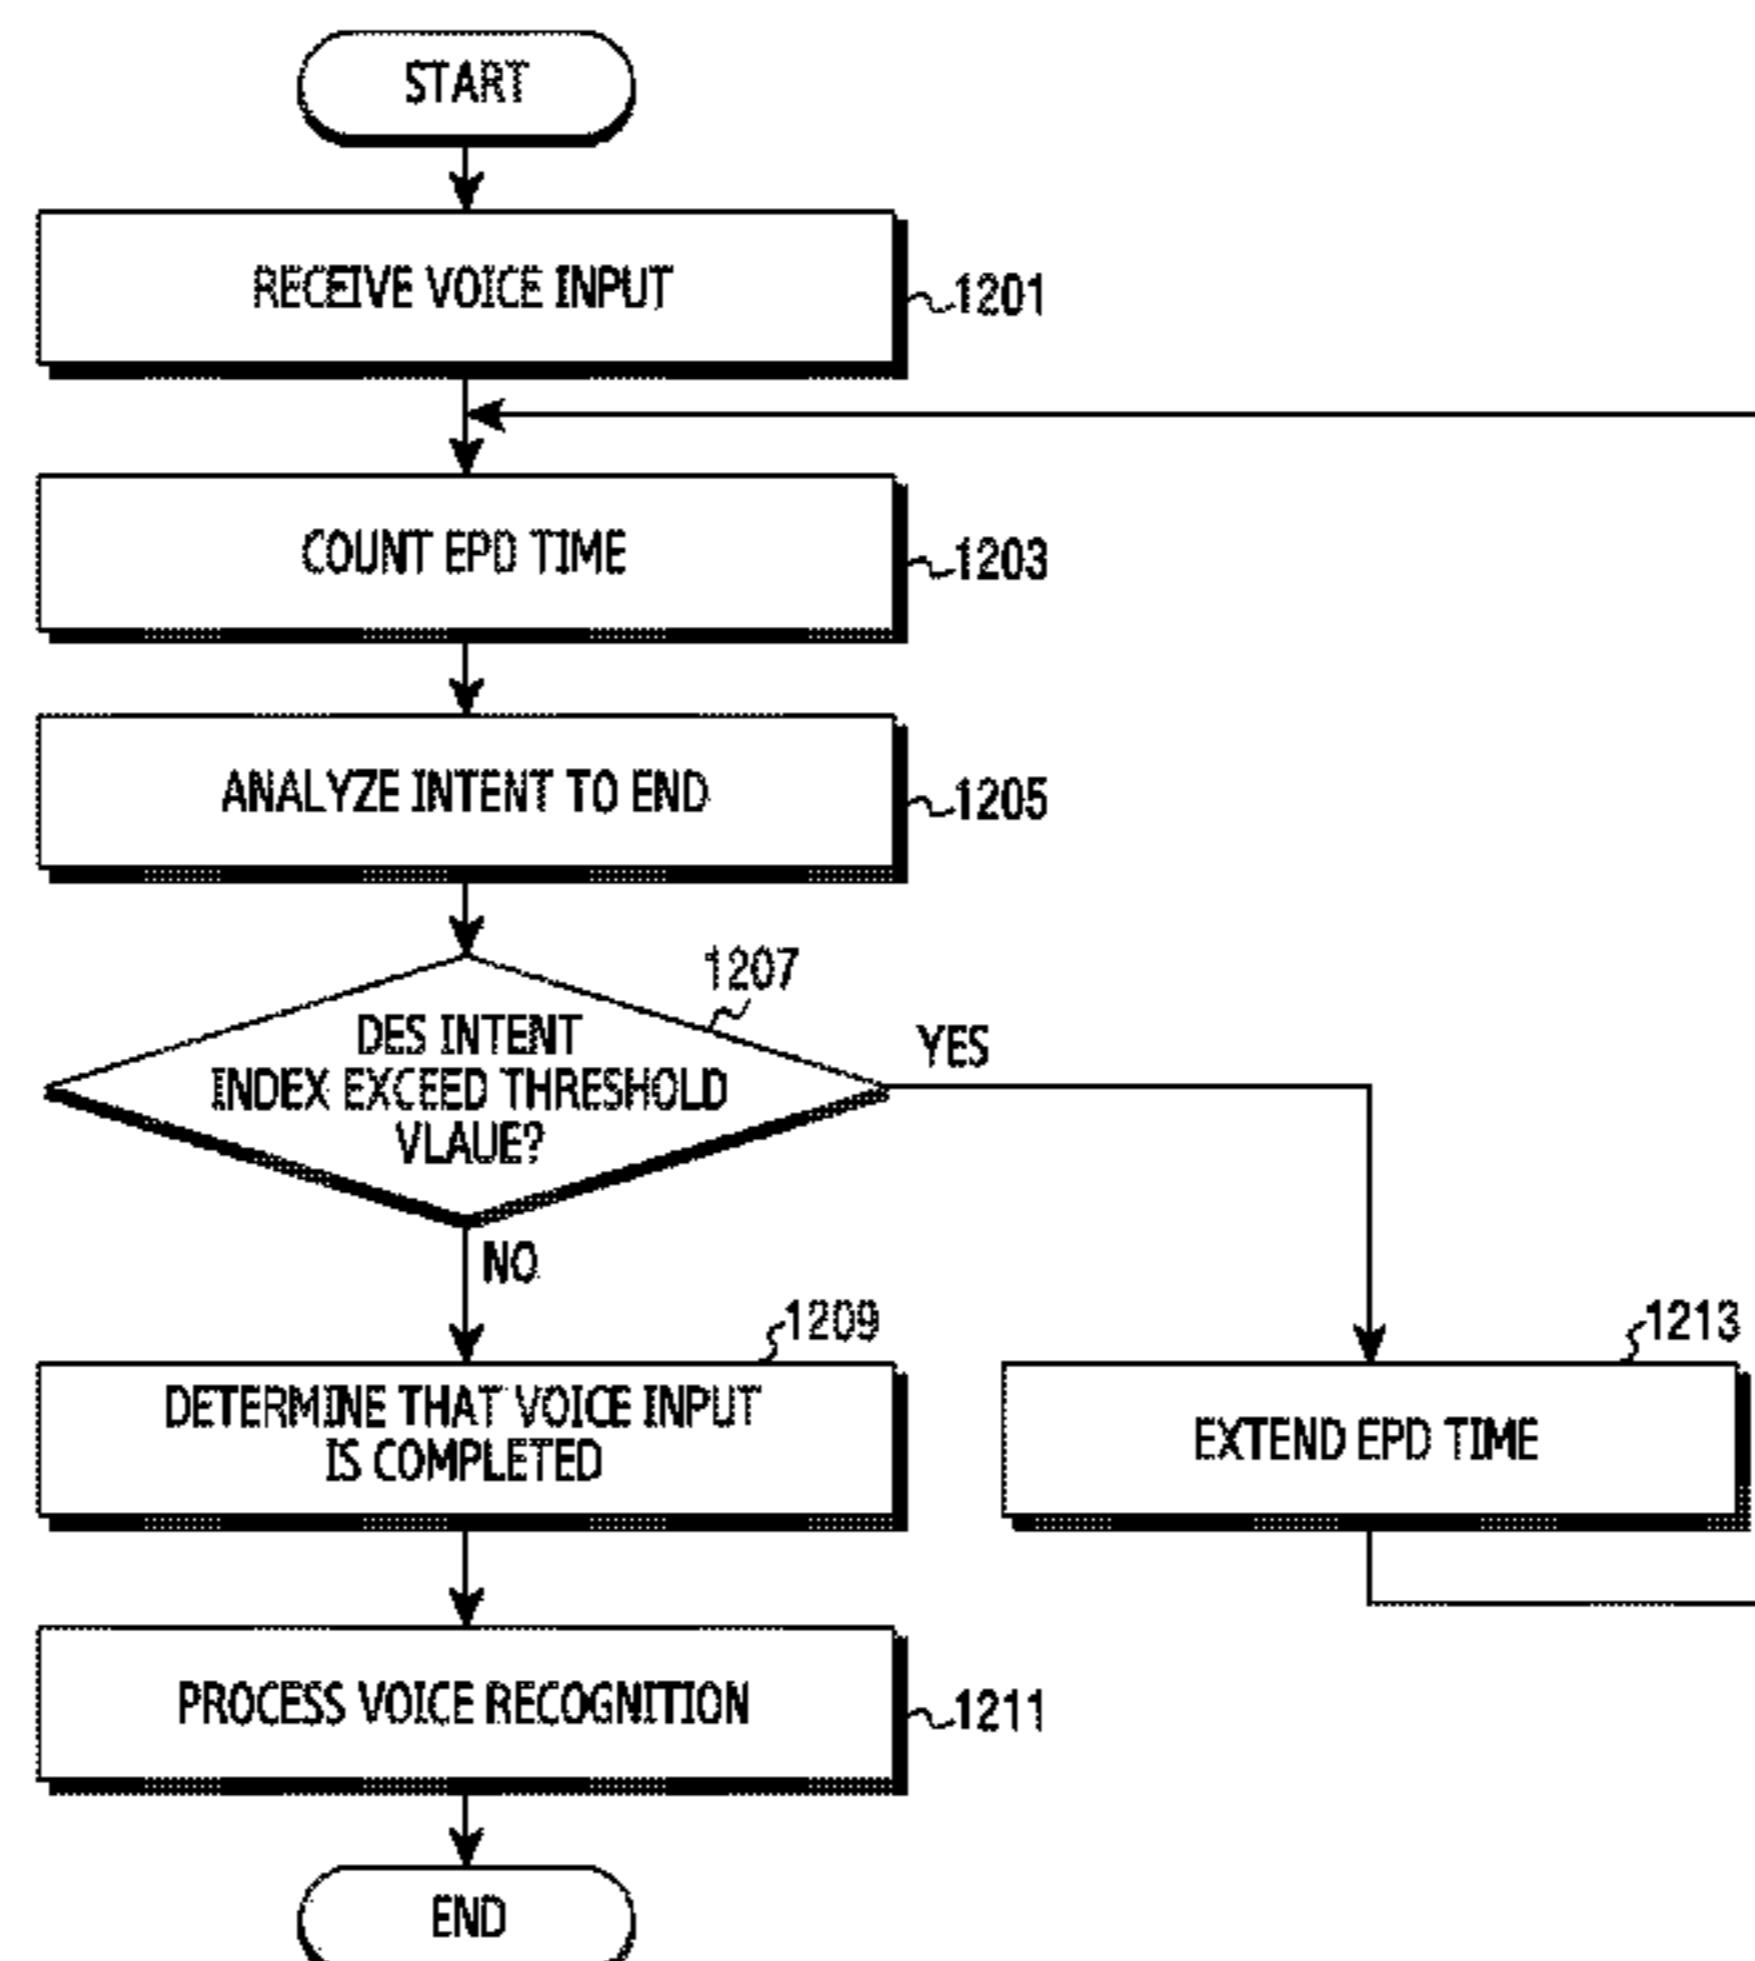 START
RECEIVE VOICE INPUT
1201
COUNT EPD TIME
1203
ANALYZE INTENT TO END
1205
1207
DES INTENT
INDEX EXCEED THRESHOLD
VLAUE?
YES
NO
1209
DETERMINE THAT VOICE INPUT
IS COMPLETED
1213
EXTEND EPD TIME
PROCESS VOICE RECOGNITION
1211
END